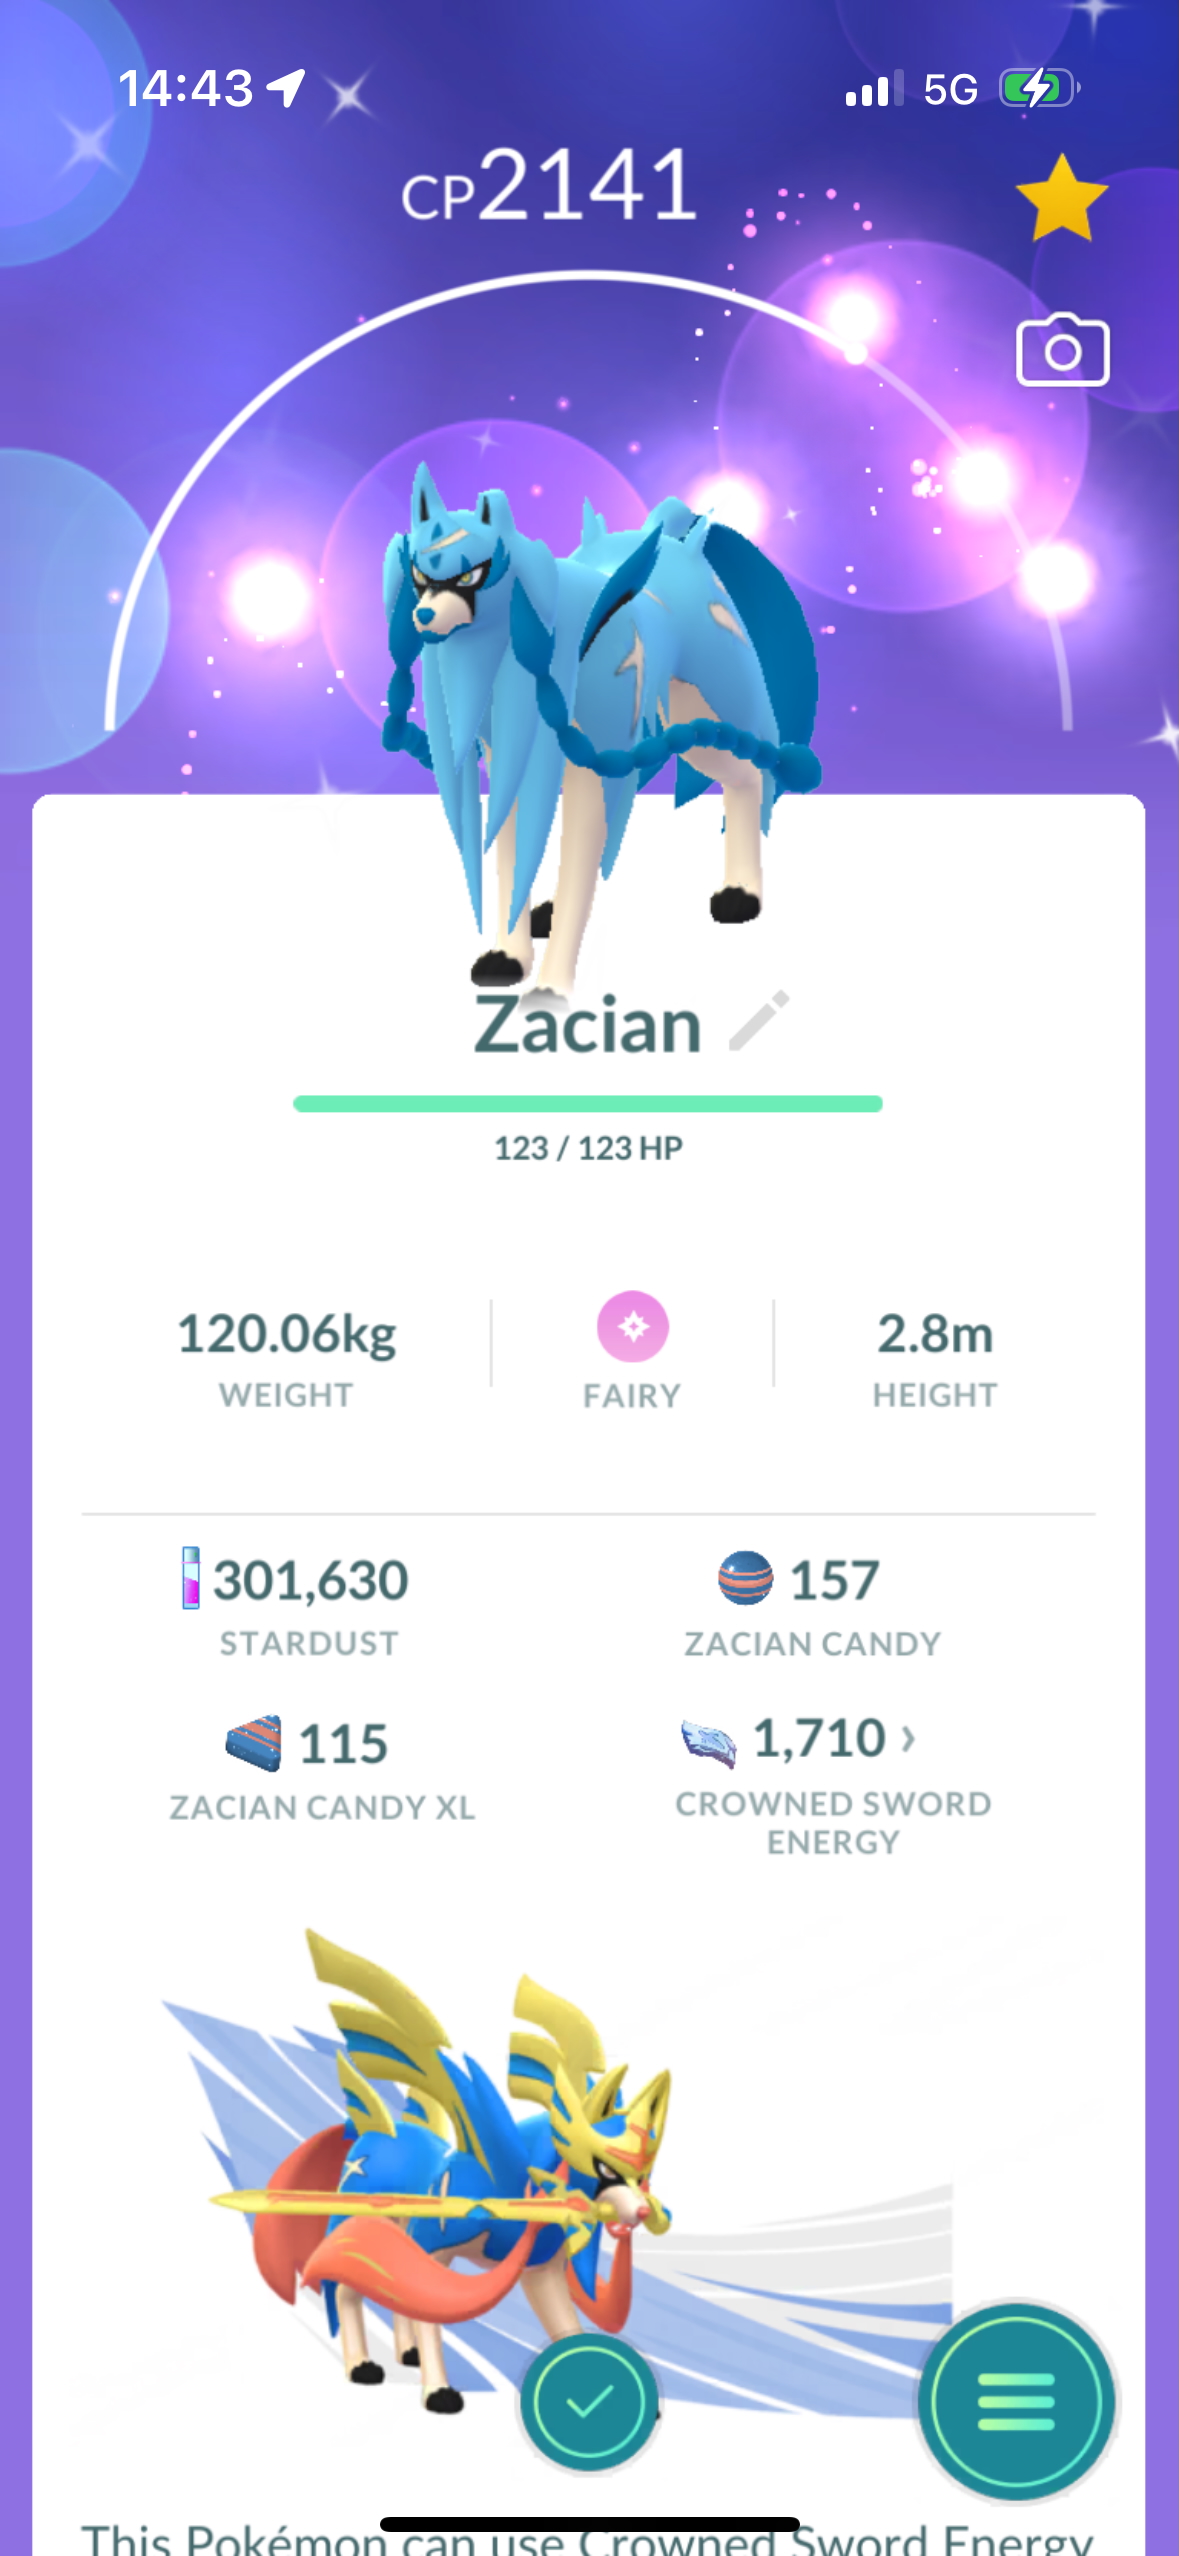 14:43
5G
CP2141
Zacian
123 / 123 HP
120.06kg
WEIGHT
FAIRY
2.8m
HEIGHT
301,630
STARDUST
157
ZACIAN CANDY
115
ZACIAN CANDY XL
1,710 ›
CROWNED SWORD
ENERGY
This Pokémon can use Crowned Sword Energy